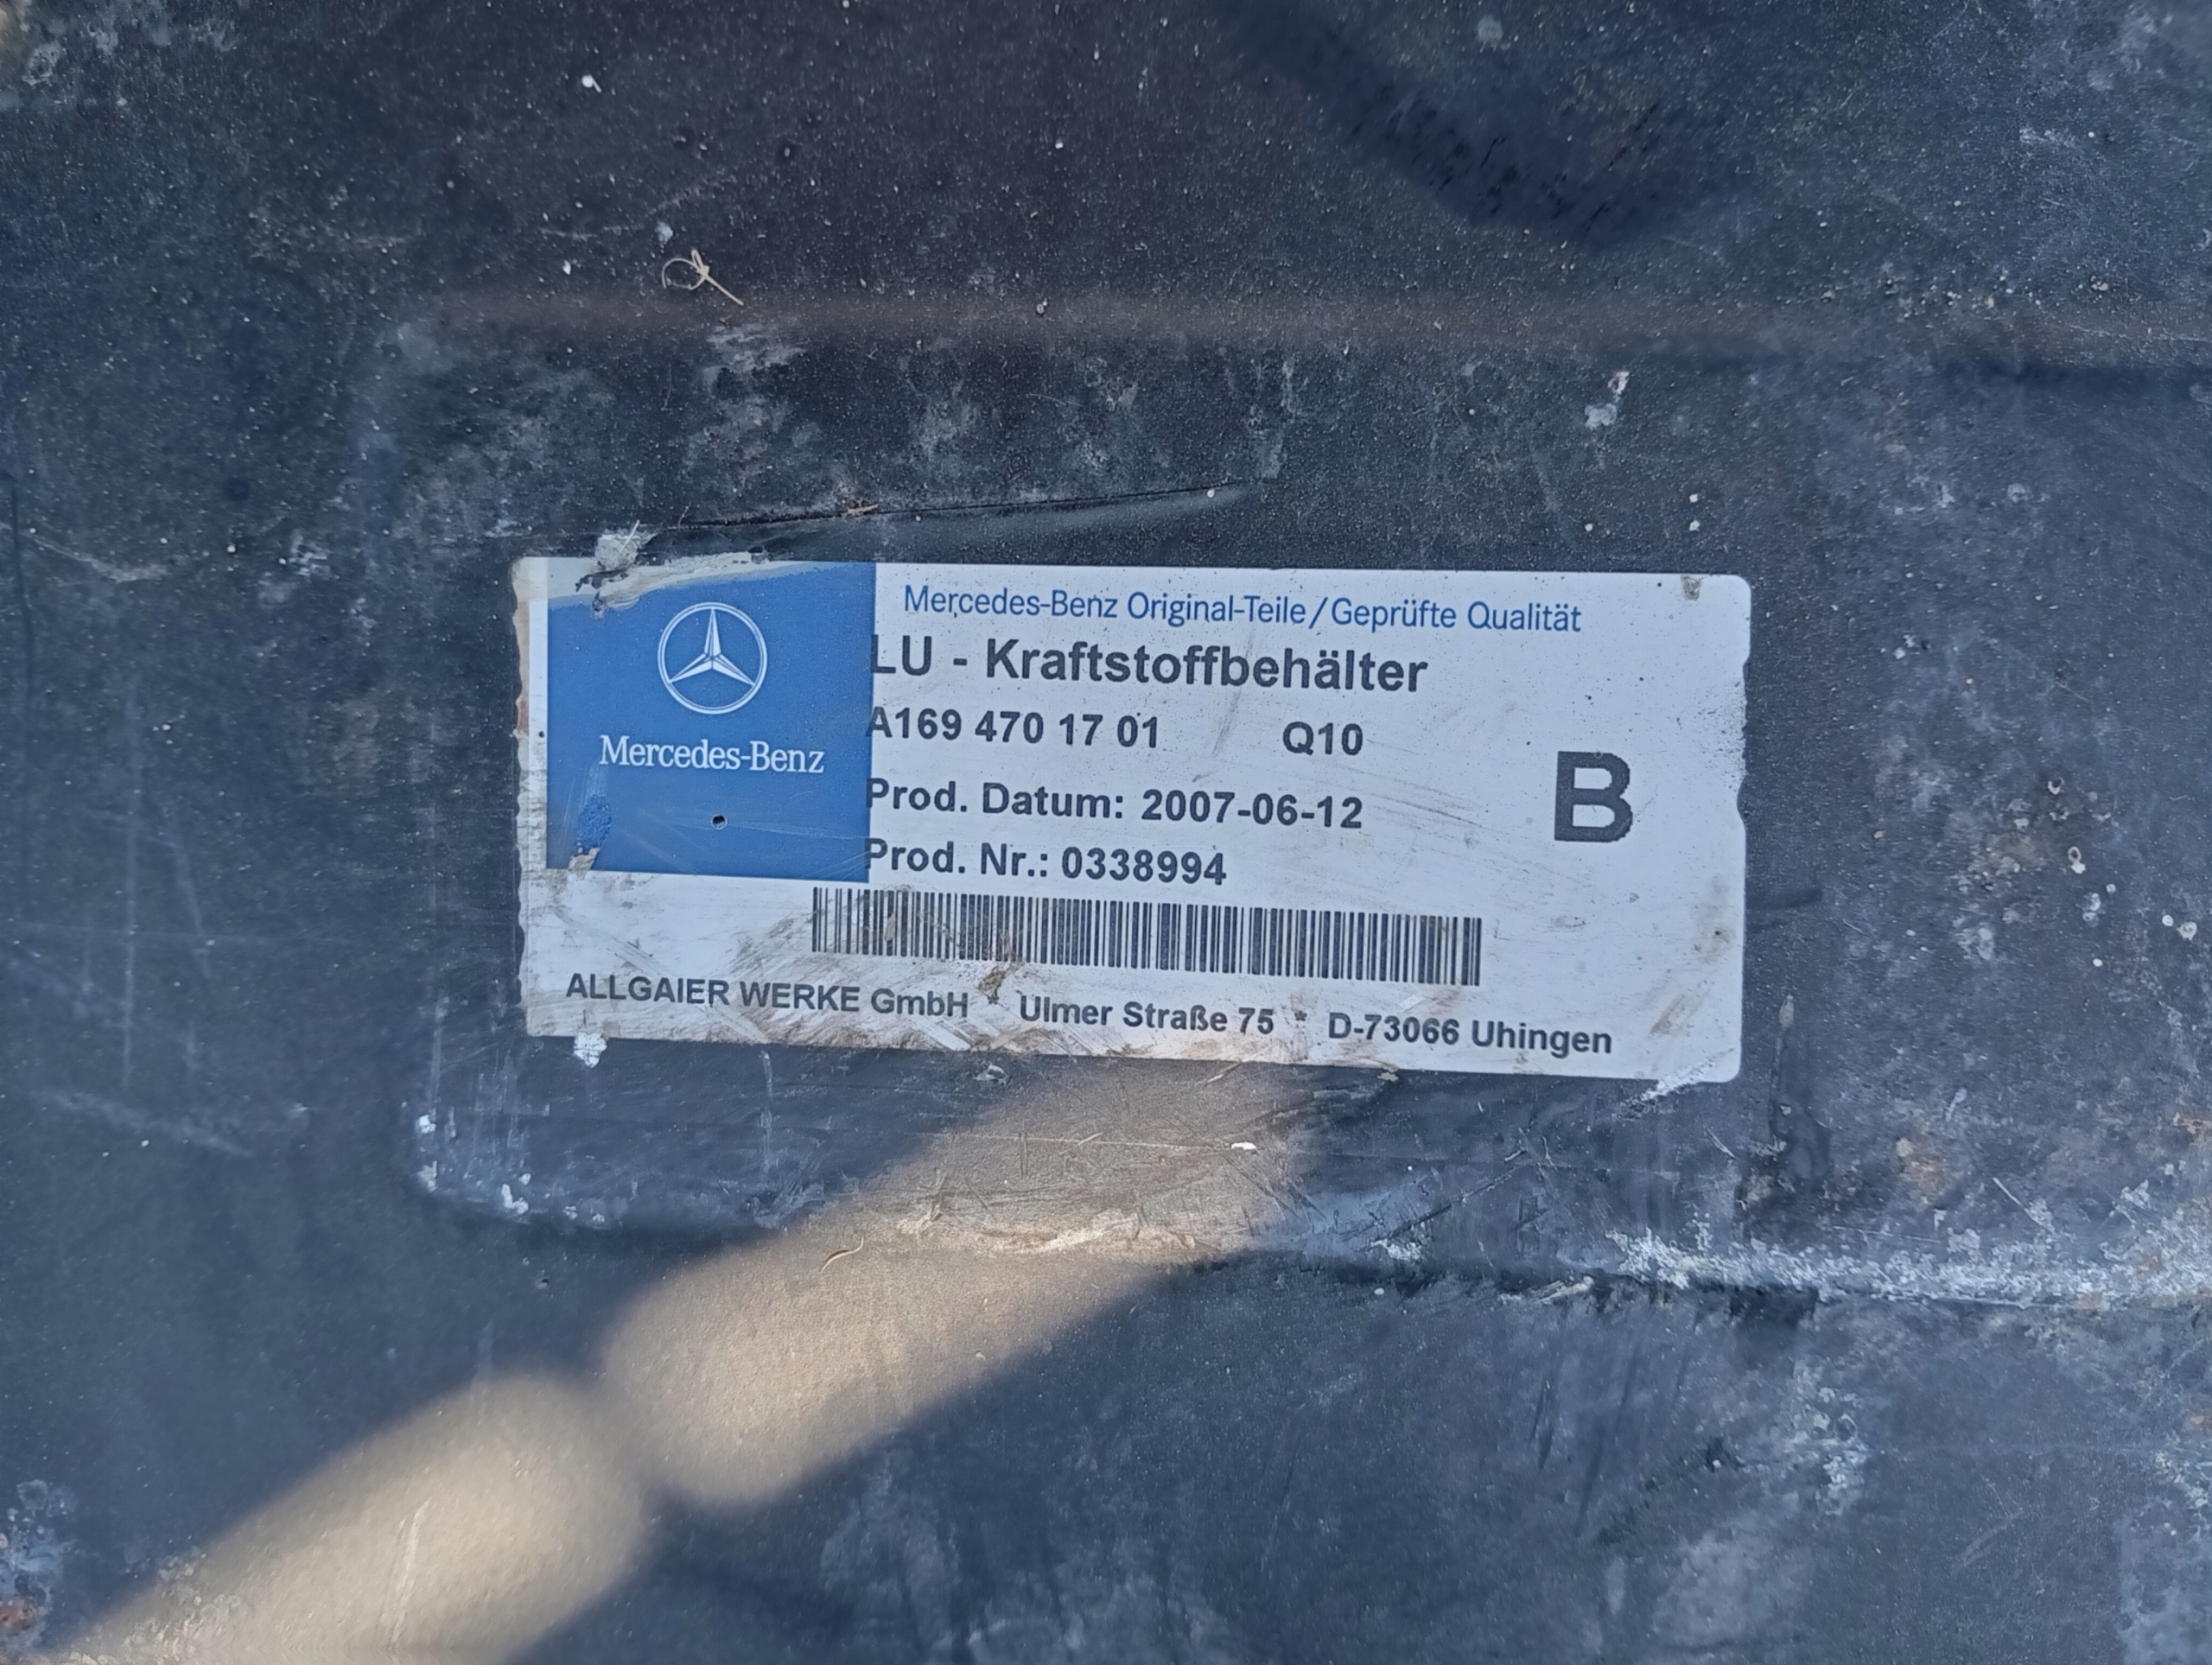 Mercedes-Benz Original-Teile/Geprüfte Qualität
LU - Kraftstoffbehälter
A169 470 17 01 Q10
Mercedes-Benz
Prod. Datum: 2007-06-12
B
Prod. Nr.: 0338994
ALLGAIER WERKE GmbH * Ulmer Straße 75 * D-73066 Uhingen